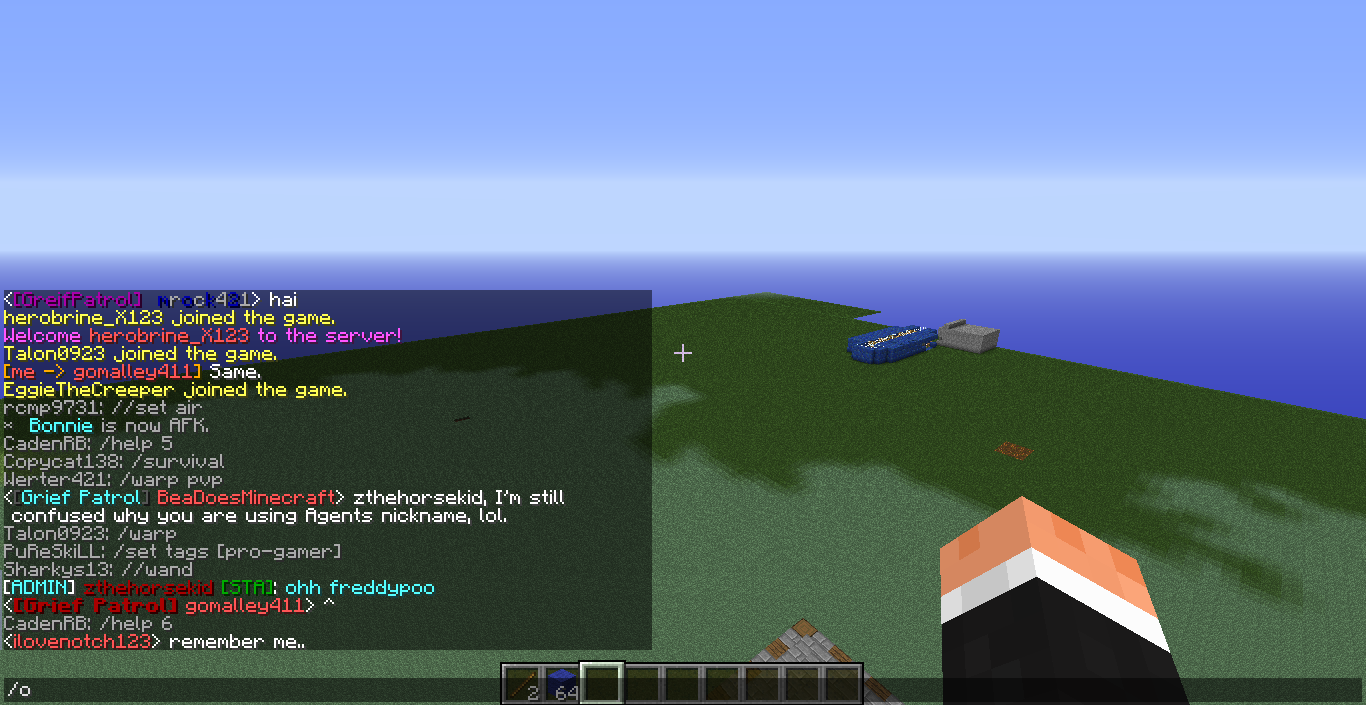 <[GreifPatrol] mrock481> hai
herobrine_X123 joined the game.
Welcome herobrine_X123 to the server!
Talon0923 joined the game.
[me -> gomalley411] Same.
EggieTheCreeper joined the game.
rcmp9731: //set air
* Bonnie is now AFK.
CadenRB: /help 5
Copycat138: /survival
Werter421: /warp pvp
<[Grief Patrol] BeaDoesMinecraft> zthehorsekid, I'm still
confused why you are using Agents nickname, lol.
Talon0923: /warp
PuReSkiLL: /set tags [pro-gamer]
Sharkys13: //wand
[ADMIN] zthehorsekid [STA]: ohh freddypoo
<[Grief Patrol] gomalley411> ^
CadenRB: /help 6
<ilovenotch123> remember me..
2 64
/o